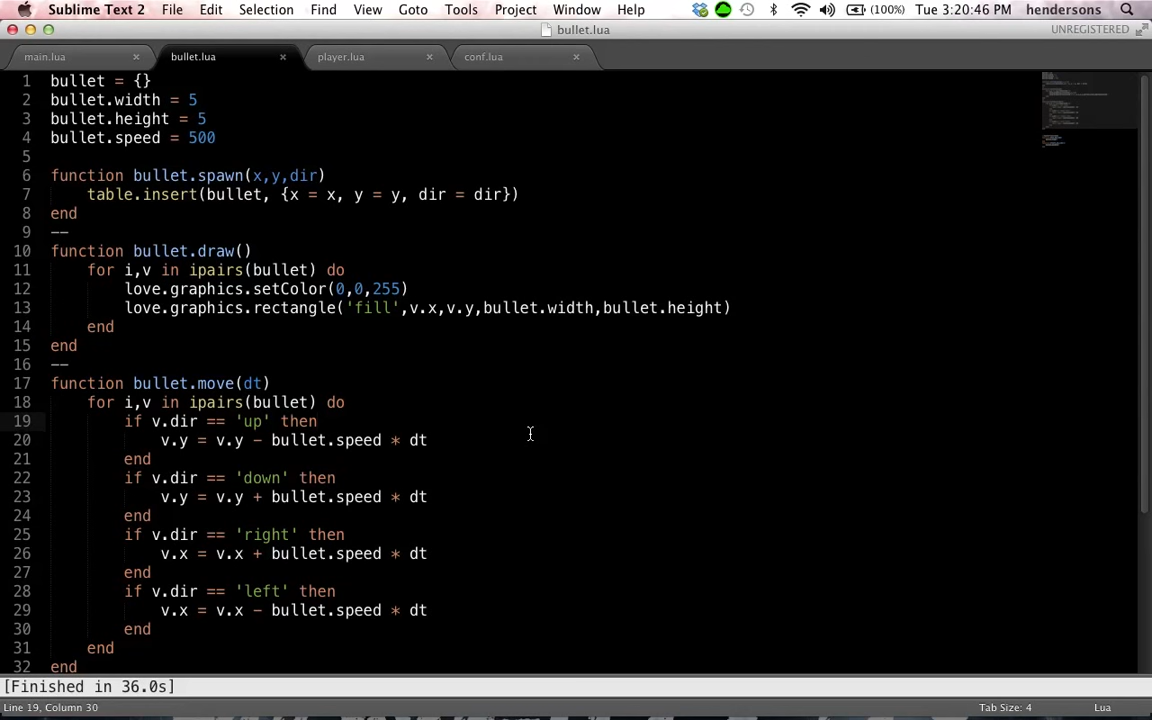 Sublime Text 2 File Edit Selection Find View Goto Tools Project Window Help (100%) Tue 3:20:46 PM hendersons
bullet.lua UNREGISTERED
main.lua bullet.lua player.lua conf.lua
1 bullet = {}
2 bullet.width = 5
3 bullet.height = 5
4 bullet.speed = 500
5
6 function bullet.spawn(x,y,dir)
7 table.insert(bullet, {x = x, y = y, dir = dir})
8 end
9 --
10 function bullet.draw()
11 for i,v in ipairs(bullet) do
12 love.graphics.setColor(0,0,255)
13 love.graphics.rectangle('fill',v.x,v.y,bullet.width,bullet.height)
14 end
15 end
16 --
17 function bullet.move(dt)
18 for i,v in ipairs(bullet) do
19 if v.dir == 'up' then
20 v.y = v.y - bullet.speed * dt
21 end
22 if v.dir == 'down' then
23 v.y = v.y + bullet.speed * dt
24 end
25 if v.dir == 'right' then
26 v.x = v.x + bullet.speed * dt
27 end
28 if v.dir == 'left' then
29 v.x = v.x - bullet.speed * dt
30 end
31 end
32 end
[Finished in 36.0s]
Line 19, Column 30 Tab Size: 4 Lua